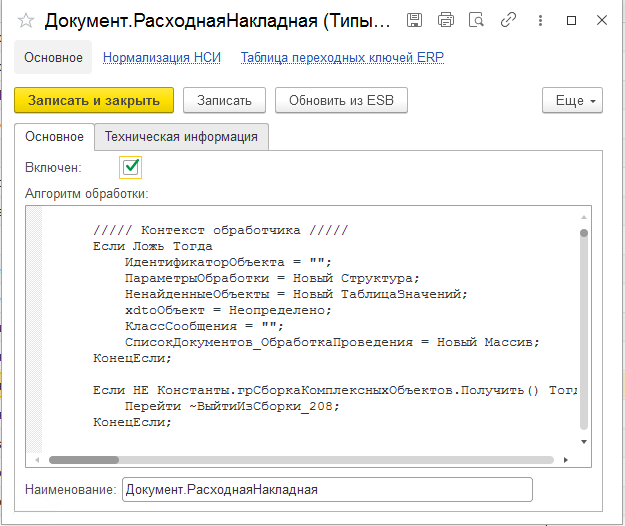 Документ.РасходнаяНакладная (Типы...
Основное Нормализация НСИ Таблица переходных ключей ERP
Записать и закрыть Записать Обновить из ESB Еще
Основное Техническая информация
Включен:
Алгоритм обработки:
///// Контекст обработчика /////
Если Ложь Тогда
ИдентификаторОбъекта = "";
ПараметрыОбработки = Новый Структура;
НенайденныеОбъекты = Новый ТаблицаЗначений;
xdtoОбъект = Неопределено;
КлассСообщения = "";
СписокДокументов_ОбработкаПроведения = Новый Массив;
КонецЕсли;
Если НЕ Константы.грСборкаКомплексныхОбъектов.Получить() Тогд
Перейти ~ВыйтиИзСборки_208;
КонецЕсли;
Наименование: Документ.РасходнаяНакладная